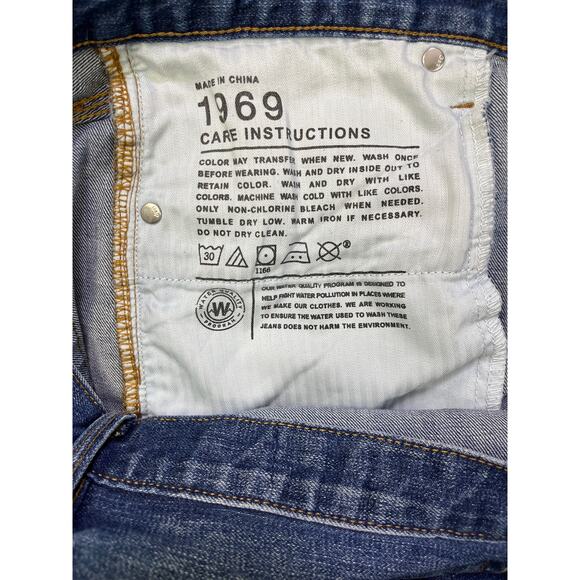 MADE IN CHINA
1969
CARE INSTRUCTIONS
COLOR MAY TRANSFER WHEN NEW. WASH ONCE
BEFORE WEARING. WASH AND DRY INSIDE OUT TO
RETAIN COLOR. WASH AND DRY WITH LIKE
COLORS. MACHINE WASH COLD WITH LIKE COLORS.
ONLY NON-CHLORINE BLEACH WHEN NEEDED.
TUMBLE DRY LOW. WARM IRON IF NECESSARY.
DO NOT DRY CLEAN.
30
®
1166
WATER QUALITY
W
PROGRAM
OUR WATER QUALITY PROGRAM IS DESIGNED TO
HELP FIGHT WATER POLLUTION IN PLACES WHERE
WE MAKE OUR CLOTHES. WE ARE WORKING
TO ENSURE THE WATER USED TO WASH THESE
JEANS DOES NOT HARM THE ENVIRONMENT.